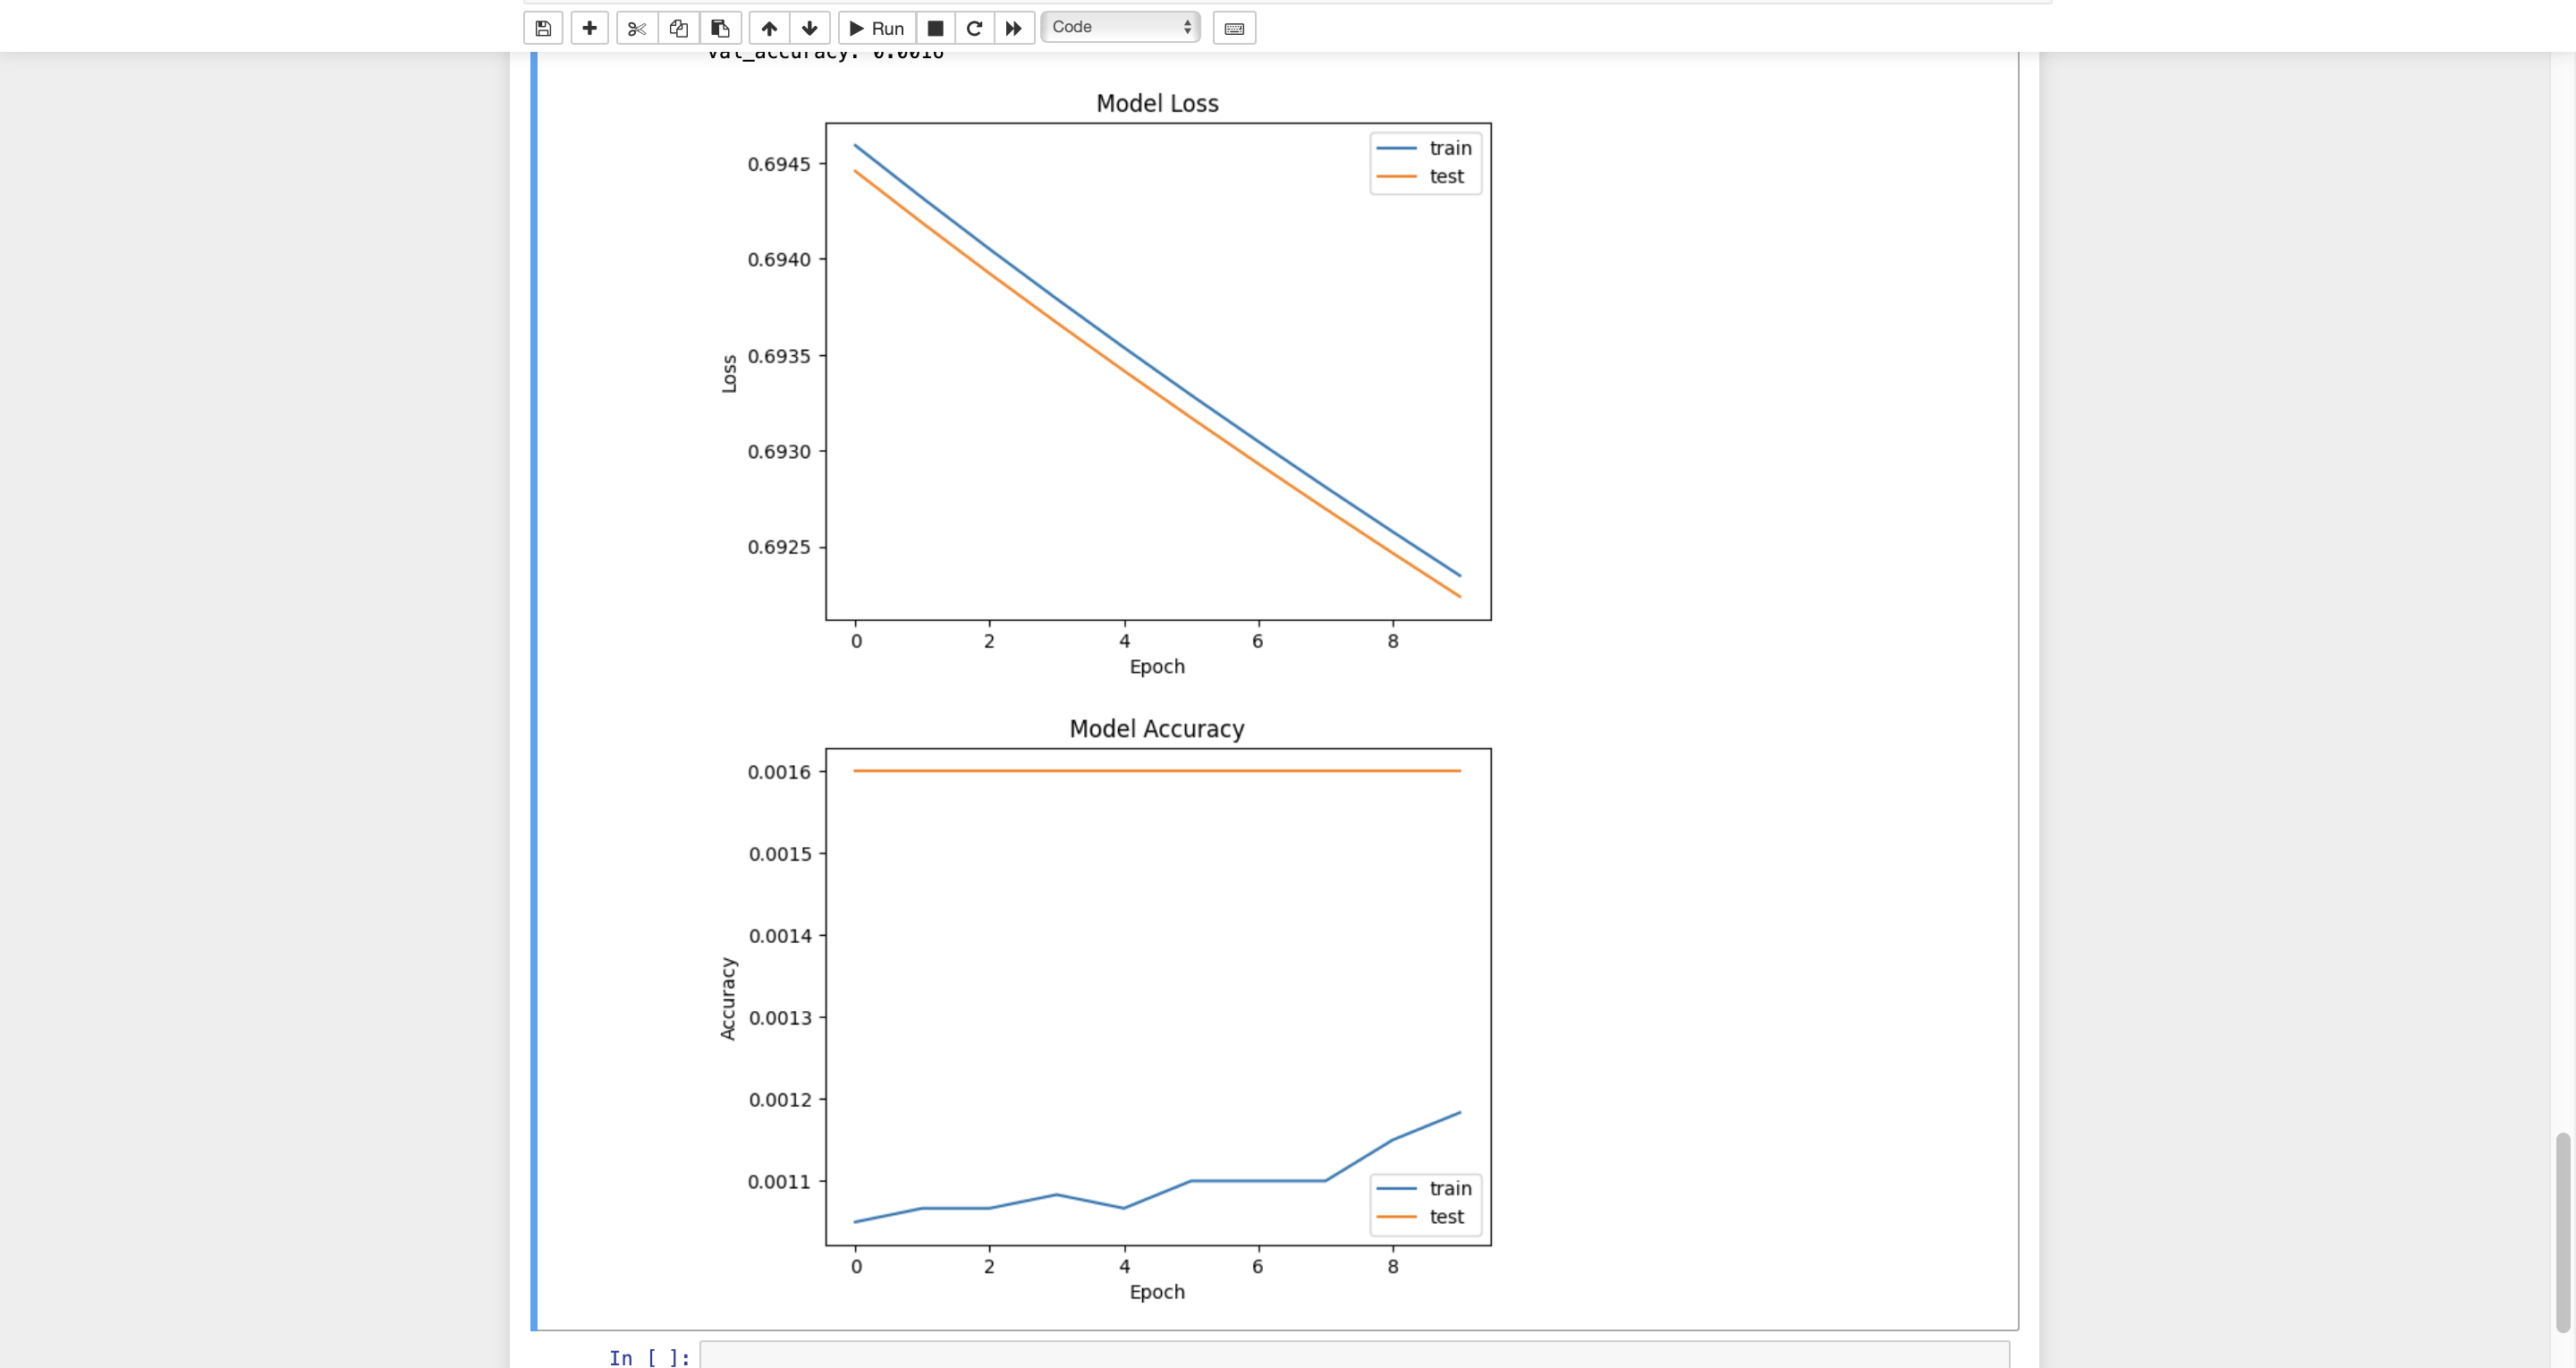 Run
Code
val_accuracy: 0.0016
Model Loss
train
test
0.6945
0.6940
0.6935
0.6930
0.6925
Loss
0 2 4 6 8
Epoch
Model Accuracy
0.0016
0.0015
0.0014
0.0013
0.0012
0.0011
Accuracy
train
test
0 2 4 6 8
Epoch
In [ ]: